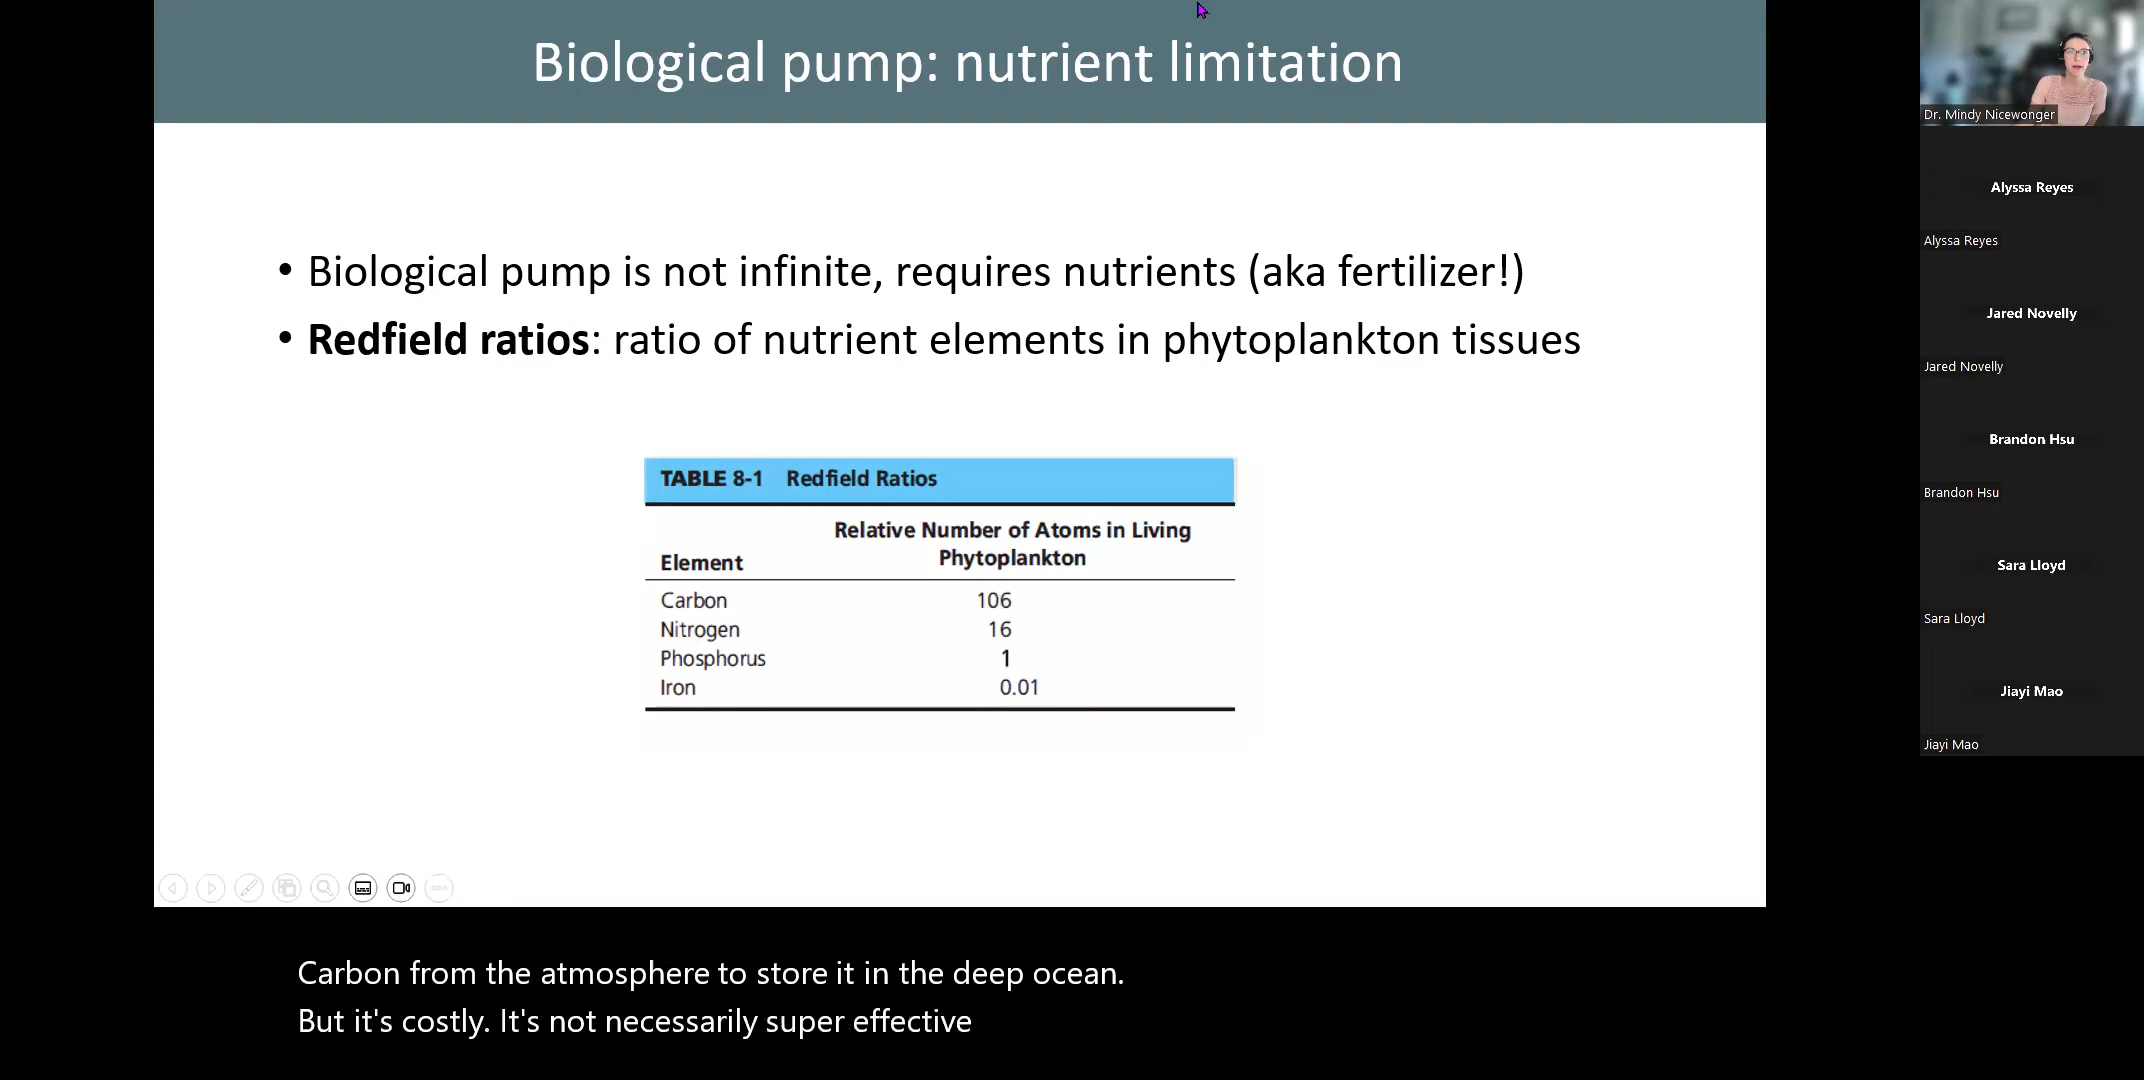 Biological pump: nutrient limitation
• Biological pump is not infinite, requires nutrients (aka fertilizer!)
• Redfield ratios: ratio of nutrient elements in phytoplankton tissues
TABLE 8-1 Redfield Ratios
Relative Number of Atoms in Living
Phytoplankton
Element
Carbon 106
Nitrogen 16
Phosphorus 1
Iron 0.01
Carbon from the atmosphere to store it in the deep ocean.
But it's costly. It's not necessarily super effective
Dr. Mindy Nicewonger
Alyssa Reyes
Alyssa Reyes
Jared Novelly
Jared Novelly
Brandon Hsu
Brandon Hsu
Sara Lloyd
Sara Lloyd
Jiayi Mao
Jiayi Mao